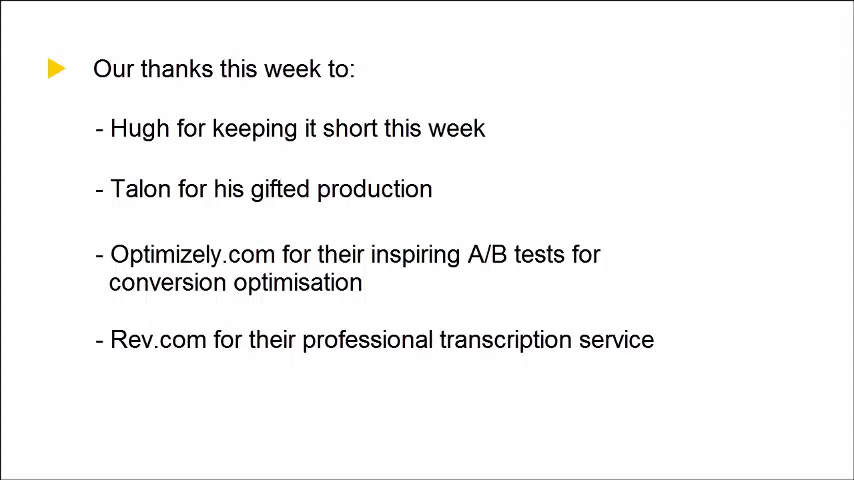 Our thanks this week to:
- Hugh for keeping it short this week
- Talon for his gifted production
- Optimizely.com for their inspiring A/B tests for
conversion optimisation
- Rev.com for their professional transcription service